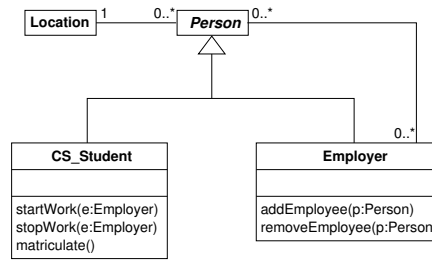 Location 1 0..* Person 0..*
0..*
CS_Student
Employer
startWork(e:Employer)
stopWork(e:Employer)
matriculate()
addEmployee(p:Person)
removeEmployee(p:Person